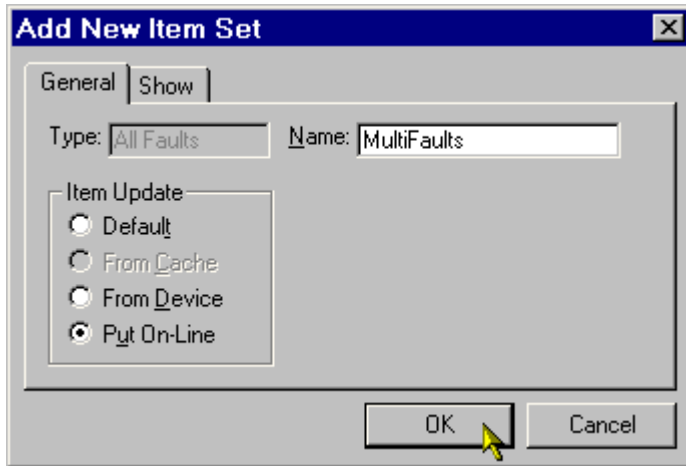 Add New Item Set
General Show
Type: All Faults Name: MultiFaults
Item Update
Default
From Cache
From Device
Put On-Line
OK Cancel